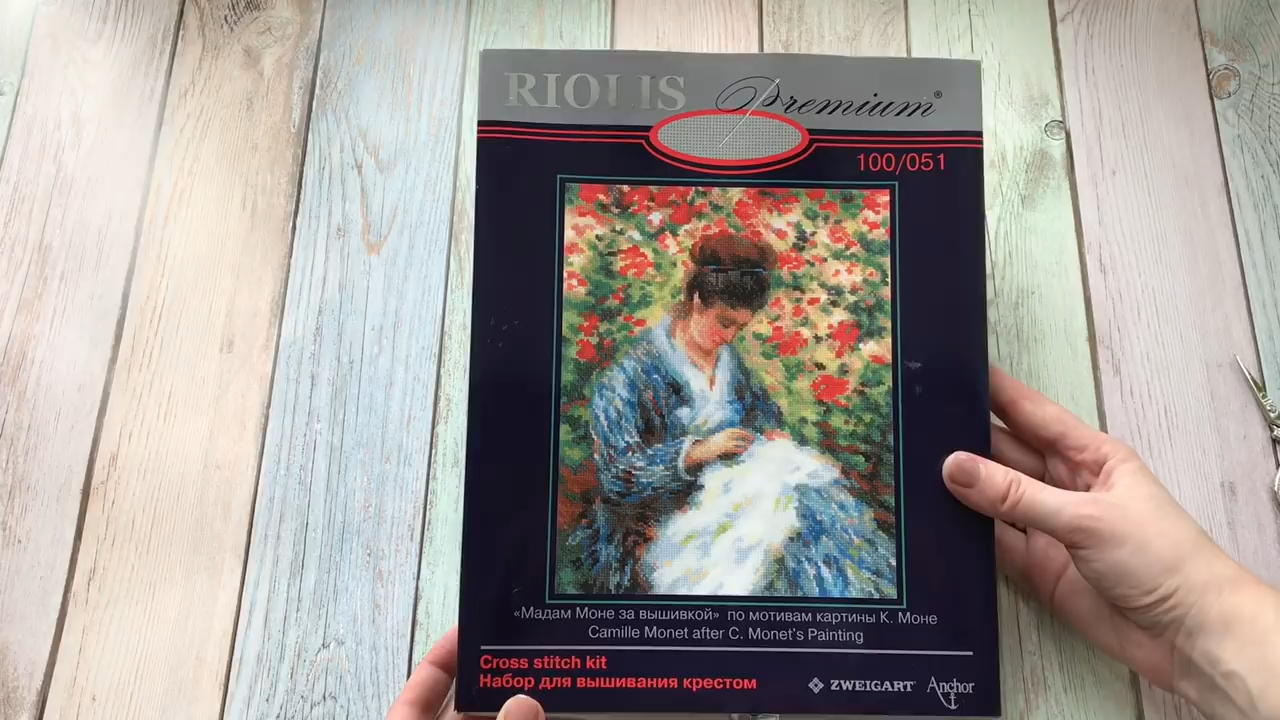 RIOLIS Premium®
100/051
«Мадам Моне за вышивкой» по мотивам картины К. Моне
Camille Monet after C. Monet's Painting
Cross stitch kit
Набор для вышивания крестом
ZWEIGART Anchor